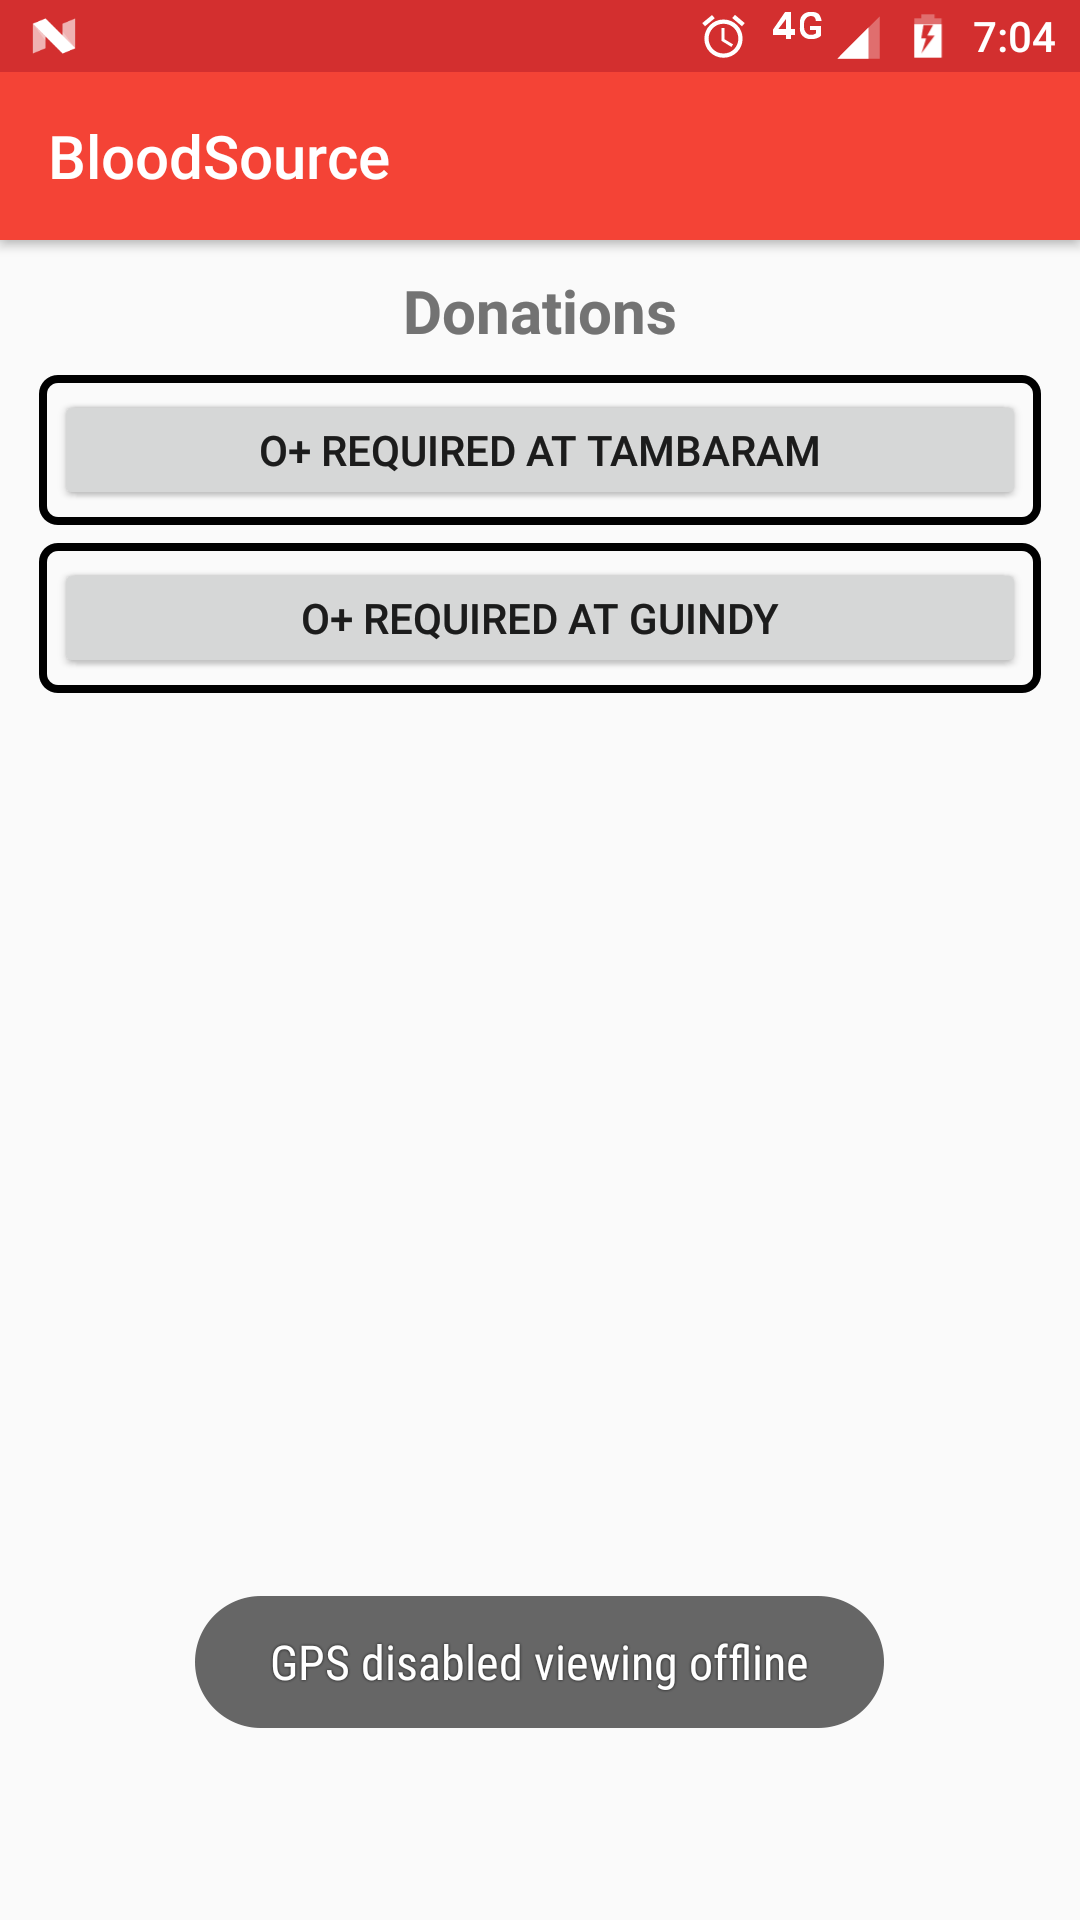 4G 7:04
BloodSource
Donations
O+ REQUIRED AT TAMBARAM
O+ REQUIRED AT GUINDY
GPS disabled viewing offline